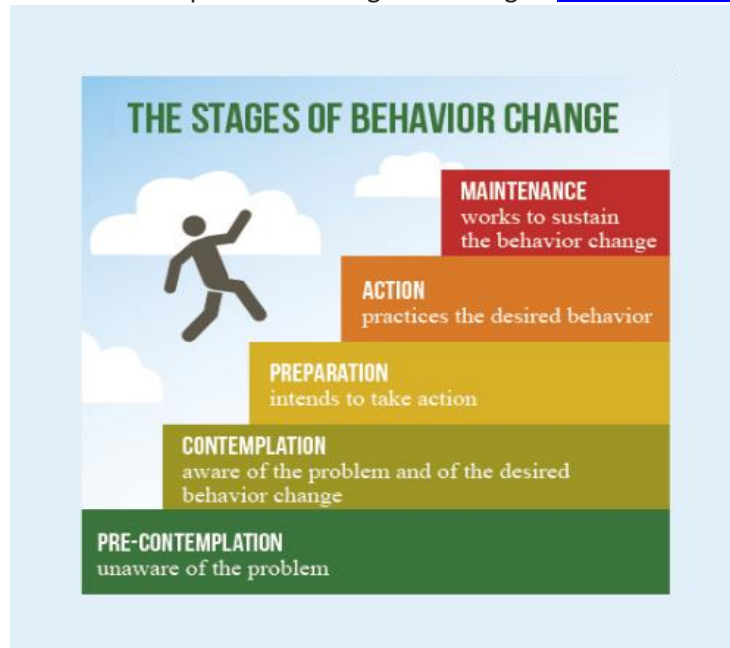 THE STAGES OF BEHAVIOR CHANGE
MAINTENANCE
works to sustain
the behavior change
ACTION
practices the desired behavior
PREPARATION
intends to take action
CONTEMPLATION
aware of the problem and of the desired
behavior change
PRE-CONTEMPLATION
unaware of the problem